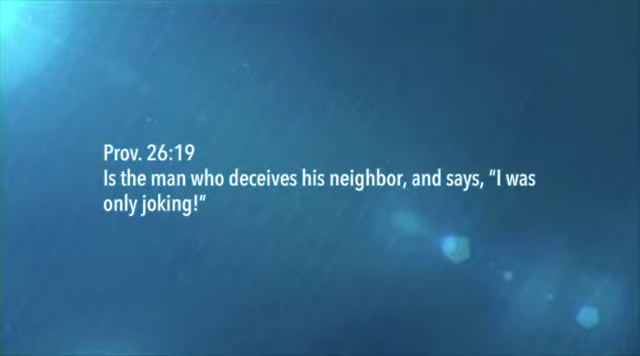 Prov. 26:19
Is the man who deceives his neighbor, and says, “I was
only joking!“